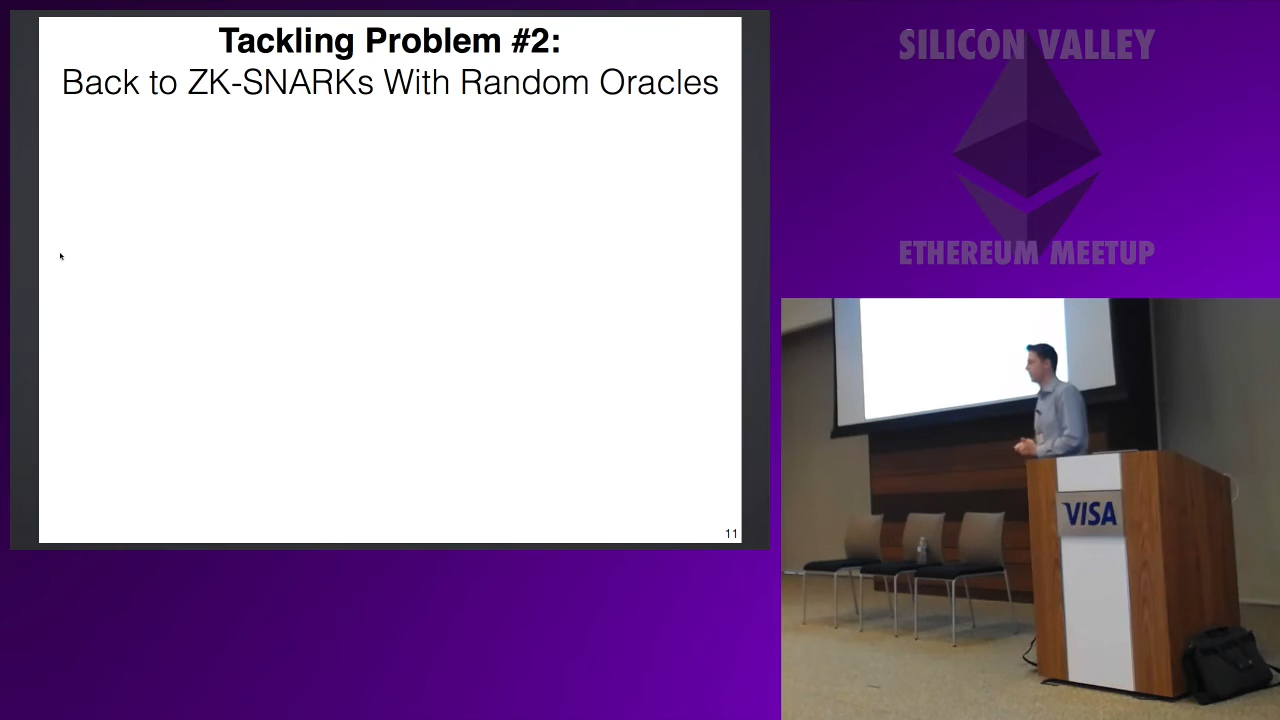 Tackling Problem #2:
Back to ZK-SNARKs With Random Oracles
11
SILICON VALLEY
ETHEREUM MEETUP
VISA